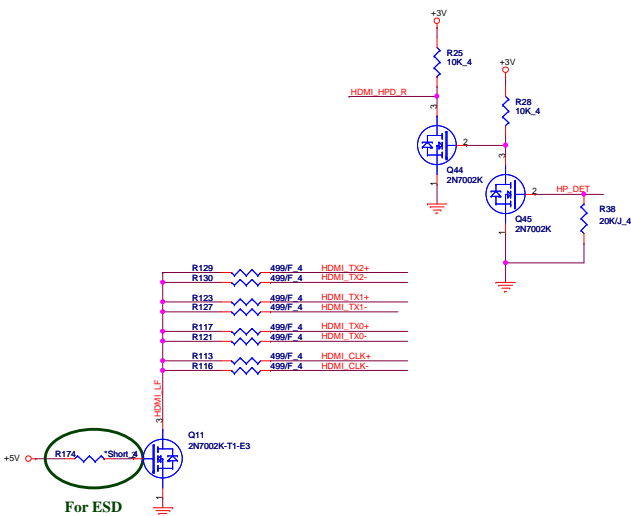 +3V
R25
10K_4
+3V
HDMI_HPD_R
R28
10K_4
3
2
3
Q44
2N7002K
1
2
HP_DET
Q45
2N7002K
R38
20K/J_4
1
R129 499/F_4 HDMI_TX2+
R130 499/F_4 HDMI_TX2-
R123 499/F_4 HDMI_TX1+
R127 499/F_4 HDMI_TX1-
R117 499/F_4 HDMI_TX0+
R121 499/F_4 HDMI_TX0-
R113 499/F_4 HDMI_CLK+
R116 499/F_4 HDMI_CLK-
HDMI_LF
3
Q11
2N7002K-T1-E3
+5V
R174
*Short_4
2
1
For ESD